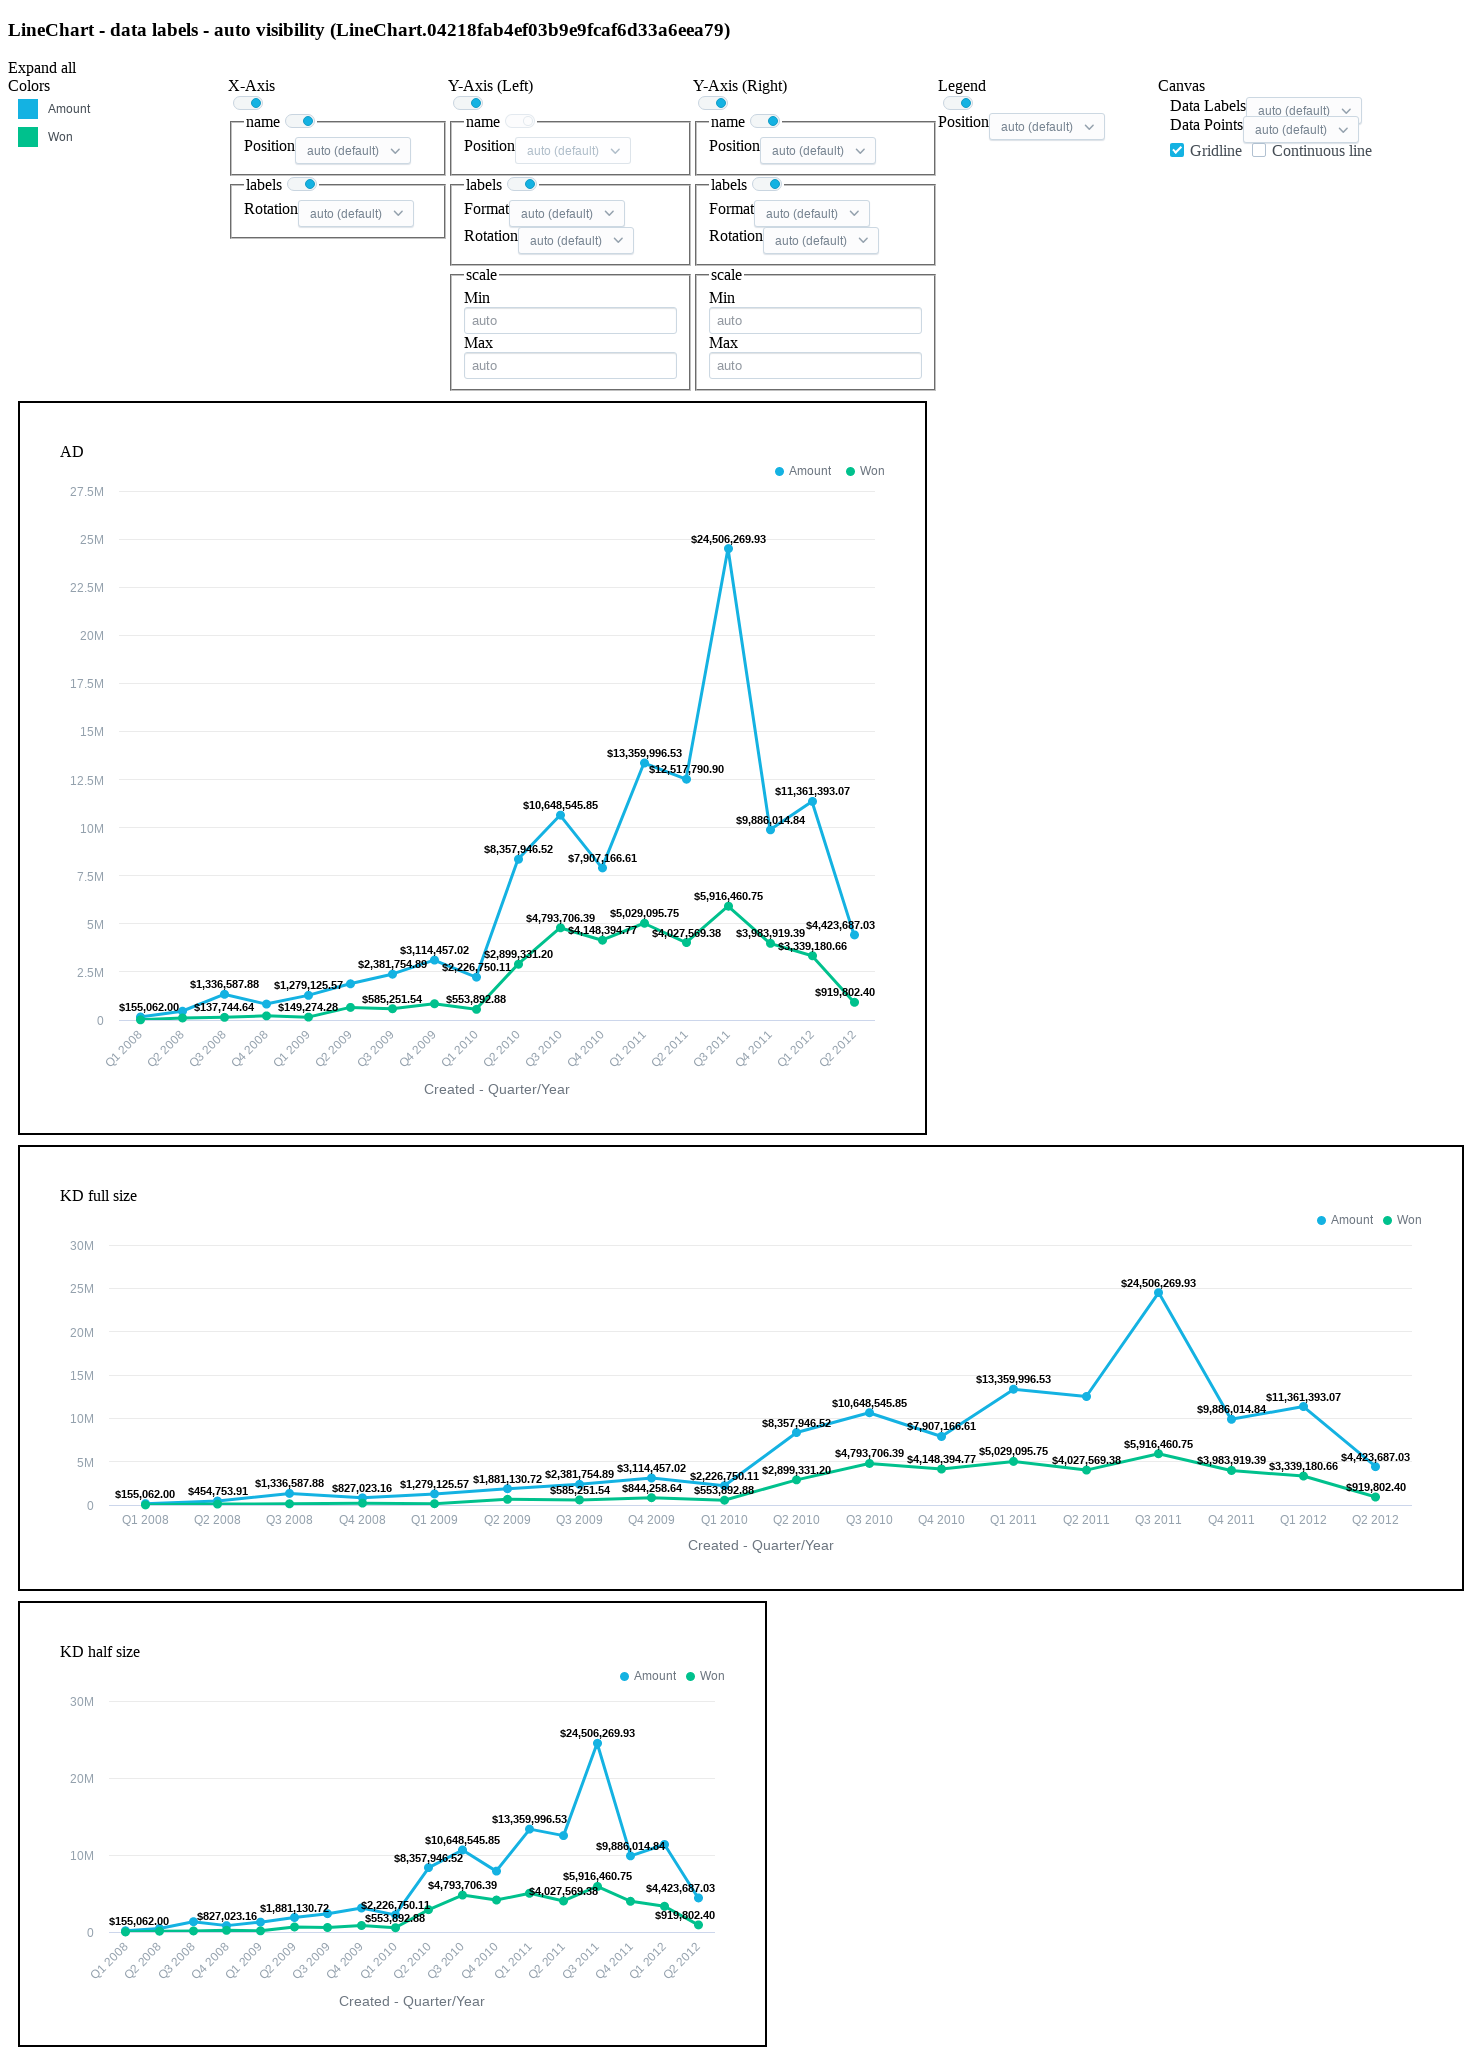 LineChart - data labels - auto visibility (LineChart.04218fab4ef03b9e9fcaf6d33a6eea79)
Expand all
Colors
Amount
Won
X-Axis
name
Position auto (default)
labels
Rotation auto (default)
Y-Axis (Left)
name
Position auto (default)
labels
Format auto (default)
Rotation auto (default)
scale
Min
auto
Max
auto
Y-Axis (Right)
name
Position auto (default)
labels
Format auto (default)
Rotation auto (default)
scale
Min
auto
Max
auto
Legend
Position auto (default)
Canvas
Data Labels auto (default)
Data Points auto (default)
Gridline Continuous line
AD
Amount Won
27.5M
25M
22.5M
20M
17.5M
15M
12.5M
10M
7.5M
5M
2.5M
0
$24,506,269.93
$13,359,996.53
$12,517,790.90
$11,361,393.07
$10,648,545.85
$9,886,014.84
$8,357,946.52
$7,907,166.61
$5,916,460.75
$4,793,706.39
$5,029,095.75
$4,148,394.77
$4,027,569.38
$3,983,919.39
$4,423,687.03
$3,339,180.66
$3,114,457.02
$2,899,331.20
$2,381,754.89
$2,226,750.11
$1,336,587.88
$1,279,125.57
$919,802.40
$155,062.00
$137,744.64
$149,274.28
$585,251.54
$553,892.88
Q1 2008 Q2 2008 Q3 2008 Q4 2008 Q1 2009 Q2 2009 Q3 2009 Q4 2009 Q1 2010 Q2 2010 Q3 2010 Q4 2010 Q1 2011 Q2 2011 Q3 2011 Q4 2011 Q1 2012 Q2 2012
Created - Quarter/Year
KD full size
Amount Won
30M
25M
20M
15M
10M
5M
0
$24,506,269.93
$13,359,996.53
$11,361,393.07
$10,648,545.85
$9,886,014.84
$8,357,946.52
$7,907,166.61
$5,916,460.75
$4,793,706.39
$5,029,095.75
$4,148,394.77
$4,027,569.38
$3,983,919.39
$4,423,687.03
$3,339,180.66
$2,899,331.20
$3,114,457.02
$2,381,754.89
$2,226,750.11
$1,881,130.72
$1,279,125.57
$827,023.16
$1,336,587.88
$454,753.91
$155,062.00
$585,251.54
$844,258.64
$553,892.88
$919,802.40
Q1 2008 Q2 2008 Q3 2008 Q4 2008 Q1 2009 Q2 2009 Q3 2009 Q4 2009 Q1 2010 Q2 2010 Q3 2010 Q4 2010 Q1 2011 Q2 2011 Q3 2011 Q4 2011 Q1 2012 Q2 2012
Created - Quarter/Year
KD half size
Amount Won
30M
20M
10M
0
$24,506,269.93
$13,359,996.53
$10,648,545.85
$9,886,014.84
$8,357,946.52
$5,916,460.75
$4,793,706.39
$4,027,569.38
$4,423,687.03
$2,226,750.11
$1,881,130.72
$827,023.16
$155,062.00
$553,892.88
$919,802.40
Q1 2008 Q2 2008 Q3 2008 Q4 2008 Q1 2009 Q2 2009 Q3 2009 Q4 2009 Q1 2010 Q2 2010 Q3 2010 Q4 2010 Q1 2011 Q2 2011 Q3 2011 Q4 2011 Q1 2012 Q2 2012
Created - Quarter/Year